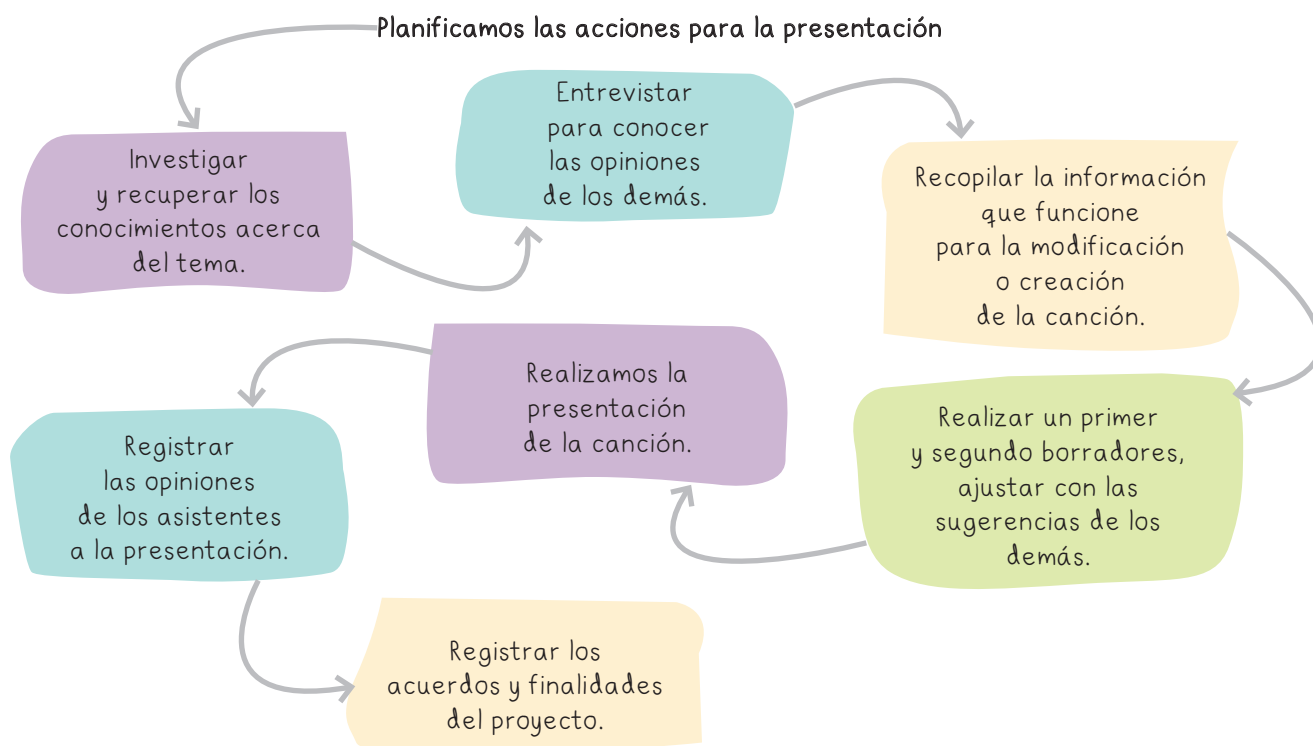 Planificamos las acciones para la presentación
Investigar
y recuperar los
conocimientos acerca
del tema.
Entrevistar
para conocer
las opiniones
de los demás.
Recopilar la información
que funcione
para la modificación
o creación
de la canción.
Realizar un primer
y segundo borradores,
ajustar con las
sugerencias de los
demás.
Realizamos la
presentación
de la canción.
Registrar
las opiniones
de los asistentes
a la presentación.
Registrar los
acuerdos y finalidades
del proyecto.